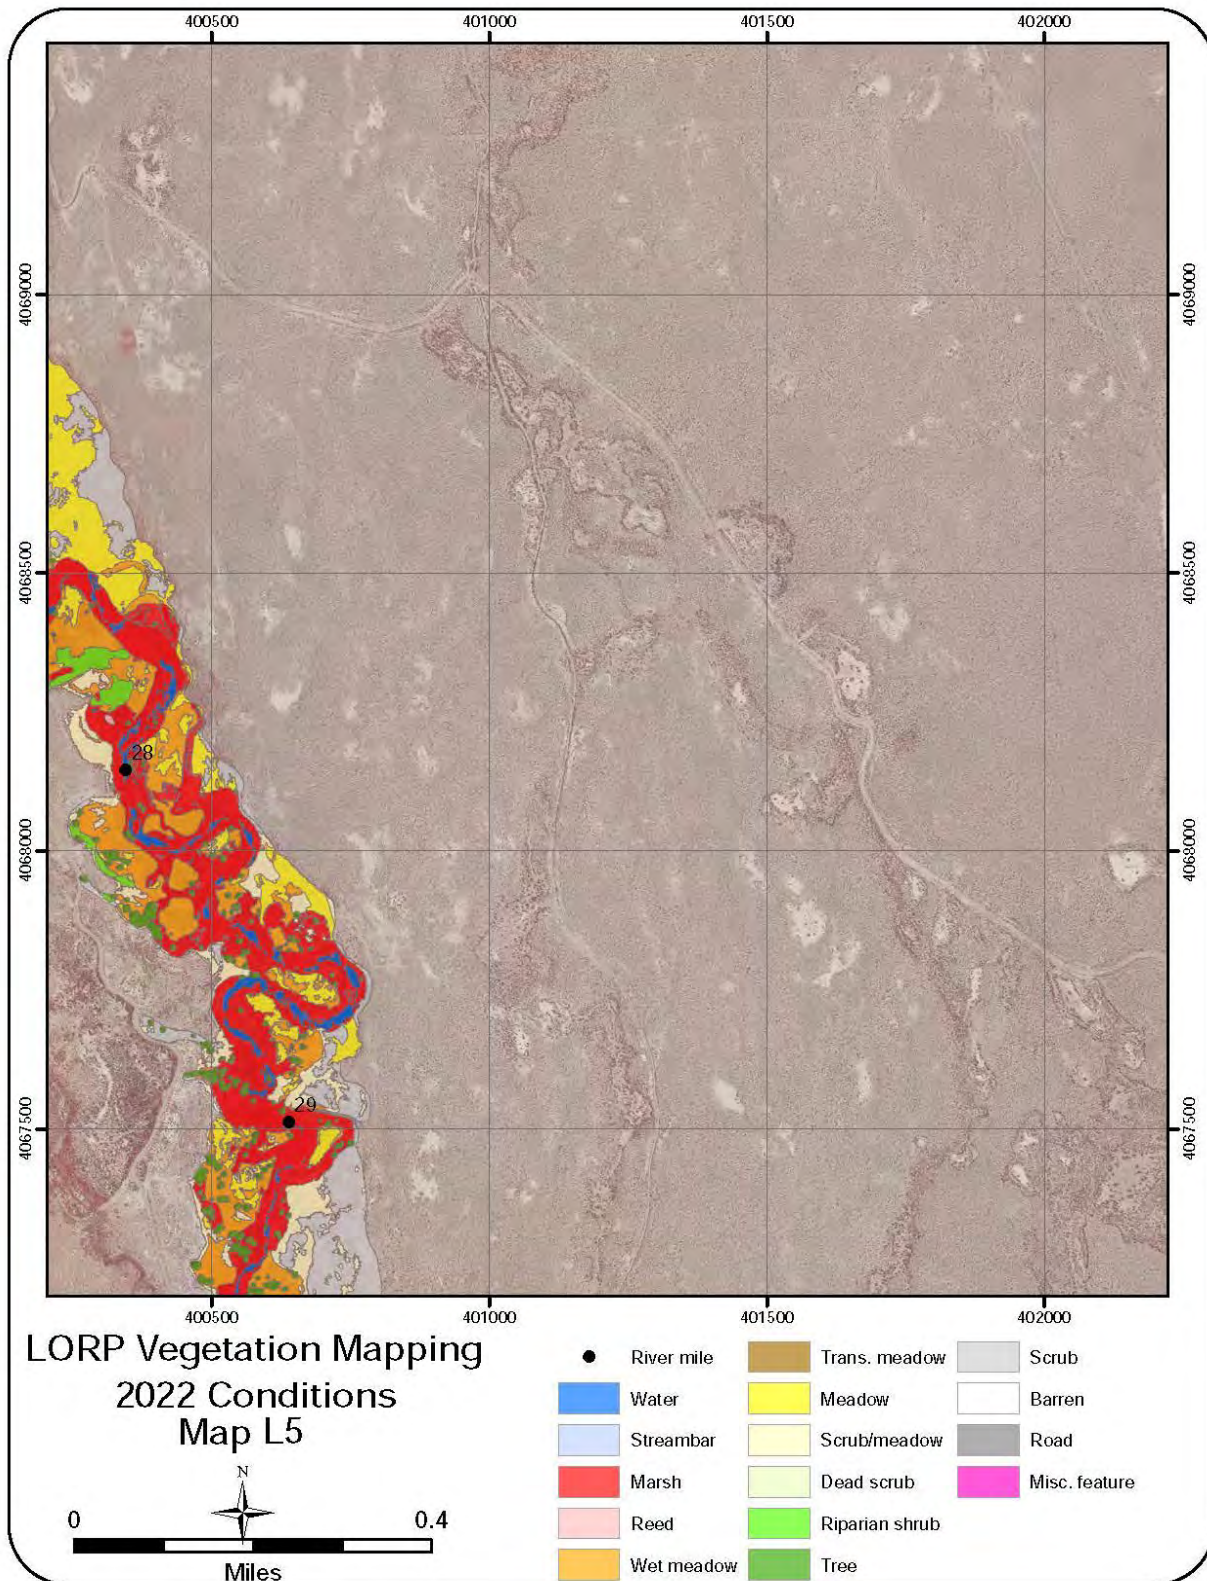 400500 401000 401500 402000
4069000 4069000
4068500 4068500
28
4068000 4068000
29
4067500 4067500
400500 401000 401500 402000
LORP Vegetation Mapping
2022 Conditions
Map L5
N
0 0.4
Miles
River mile
Water
Streambar
Marsh
Reed
Wet meadow
Trans. meadow
Meadow
Scrub/meadow
Dead scrub
Riparian shrub
Tree
Scrub
Barren
Road
Misc. feature